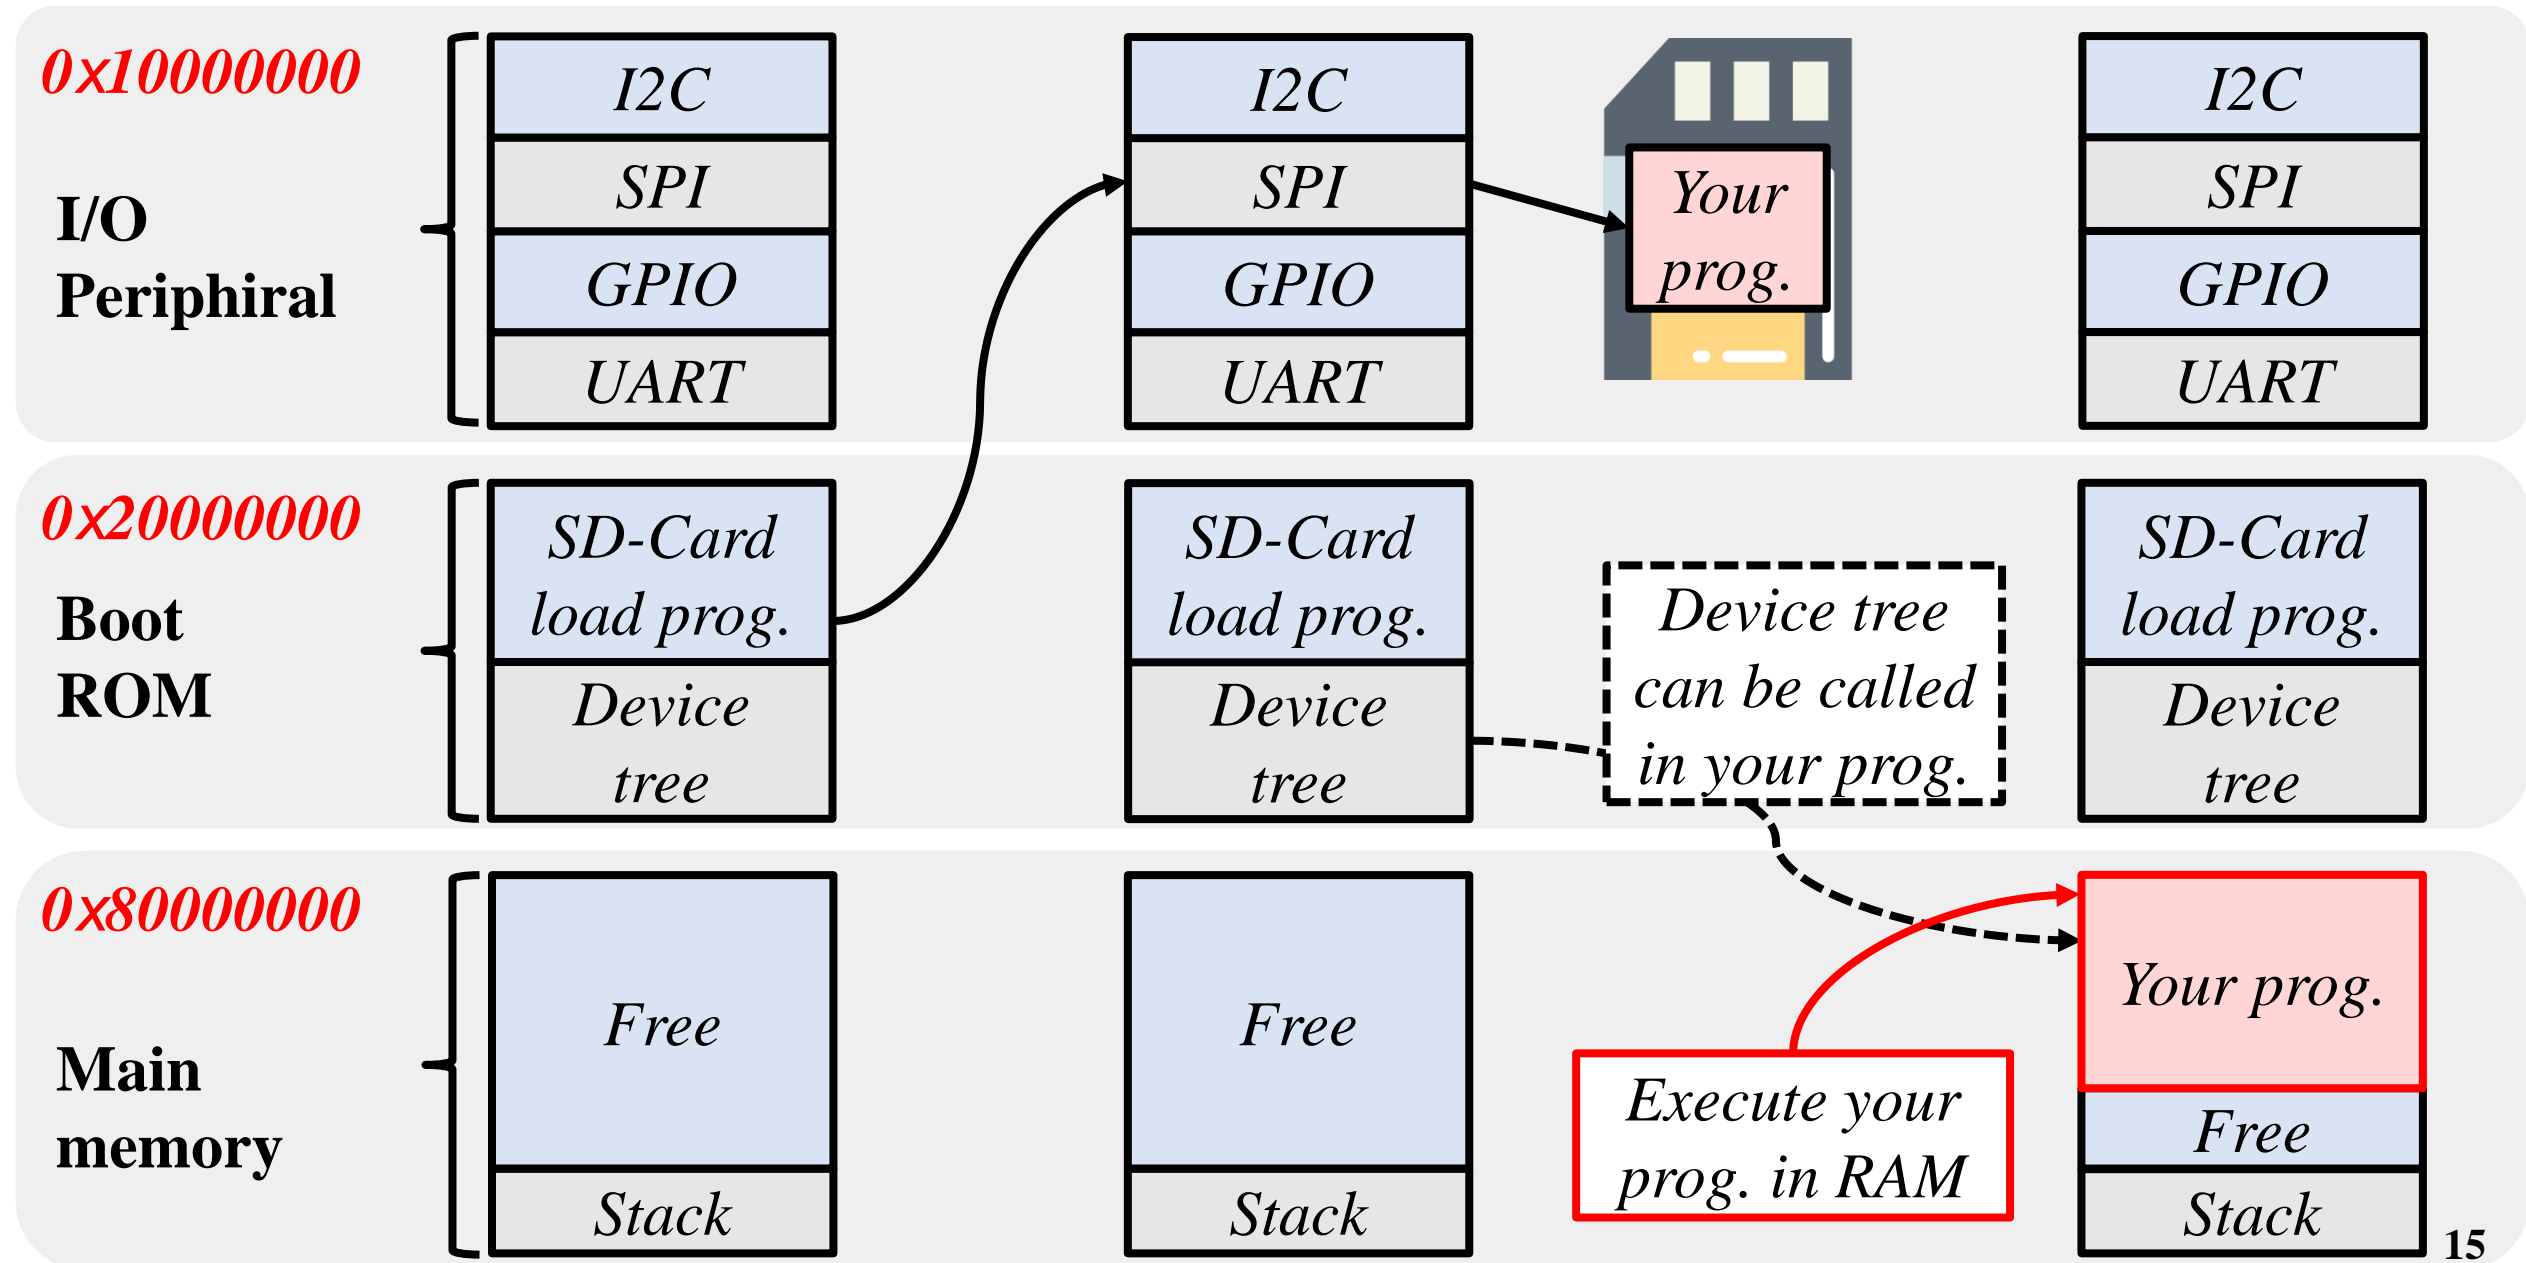 0x10000000
I/O
Periphiral
I2C
SPI
GPIO
UART
I2C
SPI
GPIO
UART
Your
prog.
I2C
SPI
GPIO
UART
0x20000000
Boot
ROM
SD-Card
load prog.
Device
tree
SD-Card
load prog.
Device
tree
Device tree
can be called
in your prog.
SD-Card
load prog.
Device
tree
0x80000000
Main
memory
Free
Stack
Free
Stack
Execute your
prog. in RAM
Your prog.
Free
Stack
15